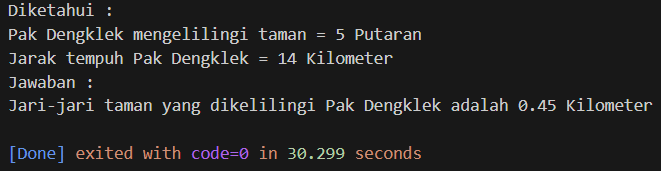 Diketahui :
Pak Dengklek mengelilingi taman = 5 Putaran
Jarak tempuh Pak Dengklek = 14 Kilometer
Jawaban :
Jari-jari taman yang dikelilingi Pak Dengklek adalah 0.45 Kilometer
[Done] exited with code=0 in 30.299 seconds